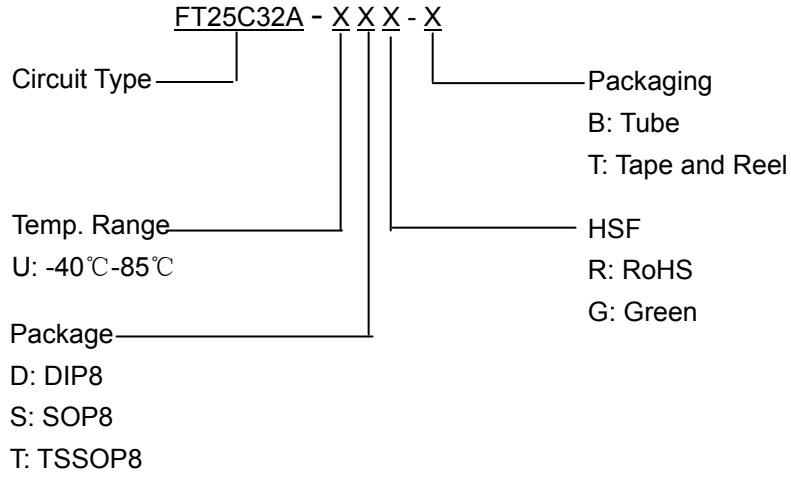 FT25C32A - X X X - X
Circuit Type
Packaging
B: Tube
T: Tape and Reel
Temp. Range
U: -40℃-85℃
HSF
R: RoHS
G: Green
Package
D: DIP8
S: SOP8
T: TSSOP8